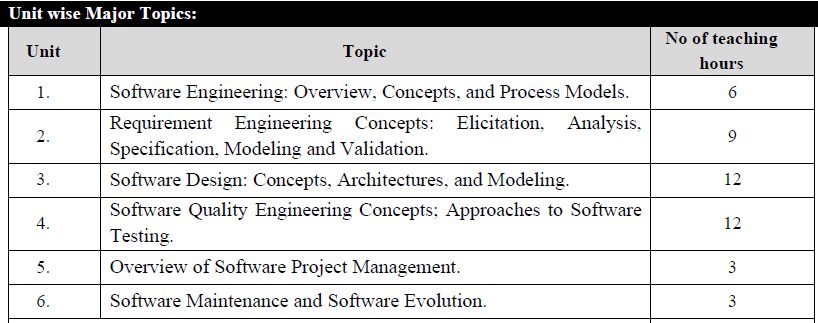 Unit wise Major Topics:
Unit Topic No of teaching hours
1. Software Engineering: Overview, Concepts, and Process Models. 6
2. Requirement Engineering Concepts: Elicitation, Analysis,
Specification, Modeling and Validation. 9
3. Software Design: Concepts, Architectures, and Modeling. 12
4. Software Quality Engineering Concepts; Approaches to Software
Testing. 12
5. Overview of Software Project Management. 3
6. Software Maintenance and Software Evolution. 3